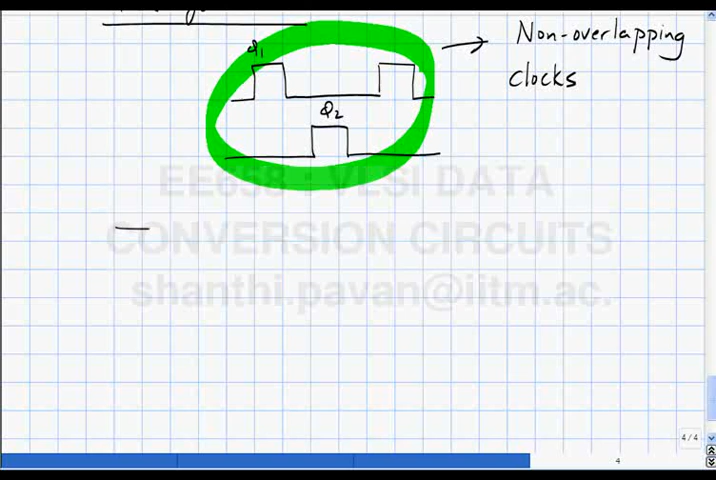 Non-overlapping
Φ1
clocks
Φ2
EE658 : VLSI DATA
CONVERSION CIRCUITS
shanthi.pavan@iitm.ac.
4/4
4